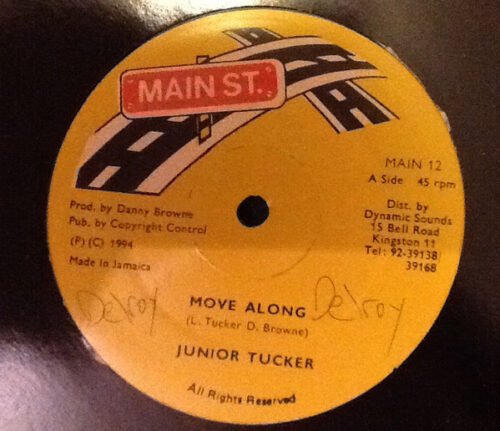 MAIN ST.
MAIN 12
A Side 45 rpm
Prod. by Danny Browne
Pub. by Copyright Control
(P) (C) 1994
Made in Jamaica
Dist. by
Dynamic Sounds
15 Bell Road
Kingston 11
Tel: 92-39138
39168
Delroy
Delroy
MOVE ALONG
(L. Tucker D. Browne)
JUNIOR TUCKER
All Rights Reserved